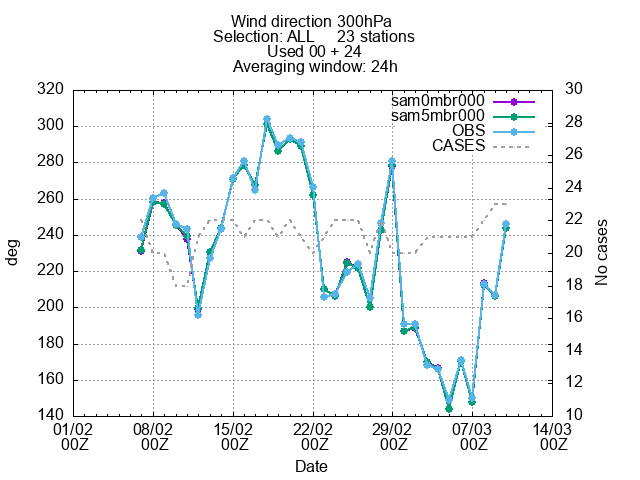 Wind direction 300hPa
Selection: ALL 23 stations
Used 00 + 24
Averaging window: 24h
320 30
sam0mbr000
sam5mbr000
OBS
CASES
300 28
280 26
260 24
240 22
220 20
200 18
180 16
160 14
140 12
10
deg
No cases
01/02 08/02 15/02 22/02 29/02 07/03 14/03
00Z 00Z 00Z 00Z 00Z 00Z 00Z
Date